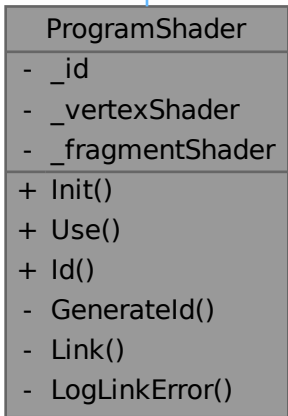 ProgramShader
- _id
- _vertexShader
- _fragmentShader
+ Init()
+ Use()
+ Id()
- GenerateId()
- Link()
- LogLinkError()